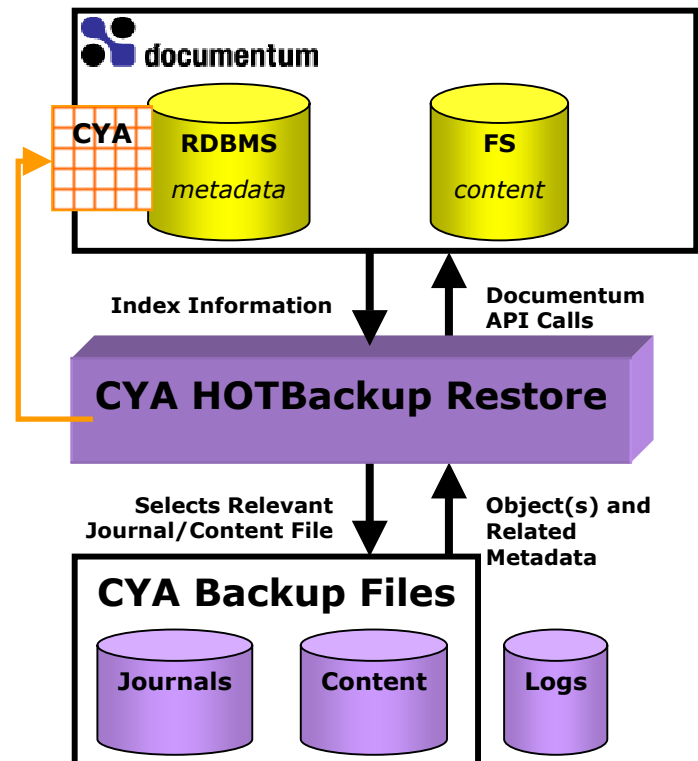 documentum
CYA
RDBMS
metadata
FS
content
Index Information
Documentum
API Calls
CYA HOTBackup Restore
Selects Relevant
Journal/Content File
Object(s) and
Related
Metadata
CYA Backup Files
Journals
Content
Logs